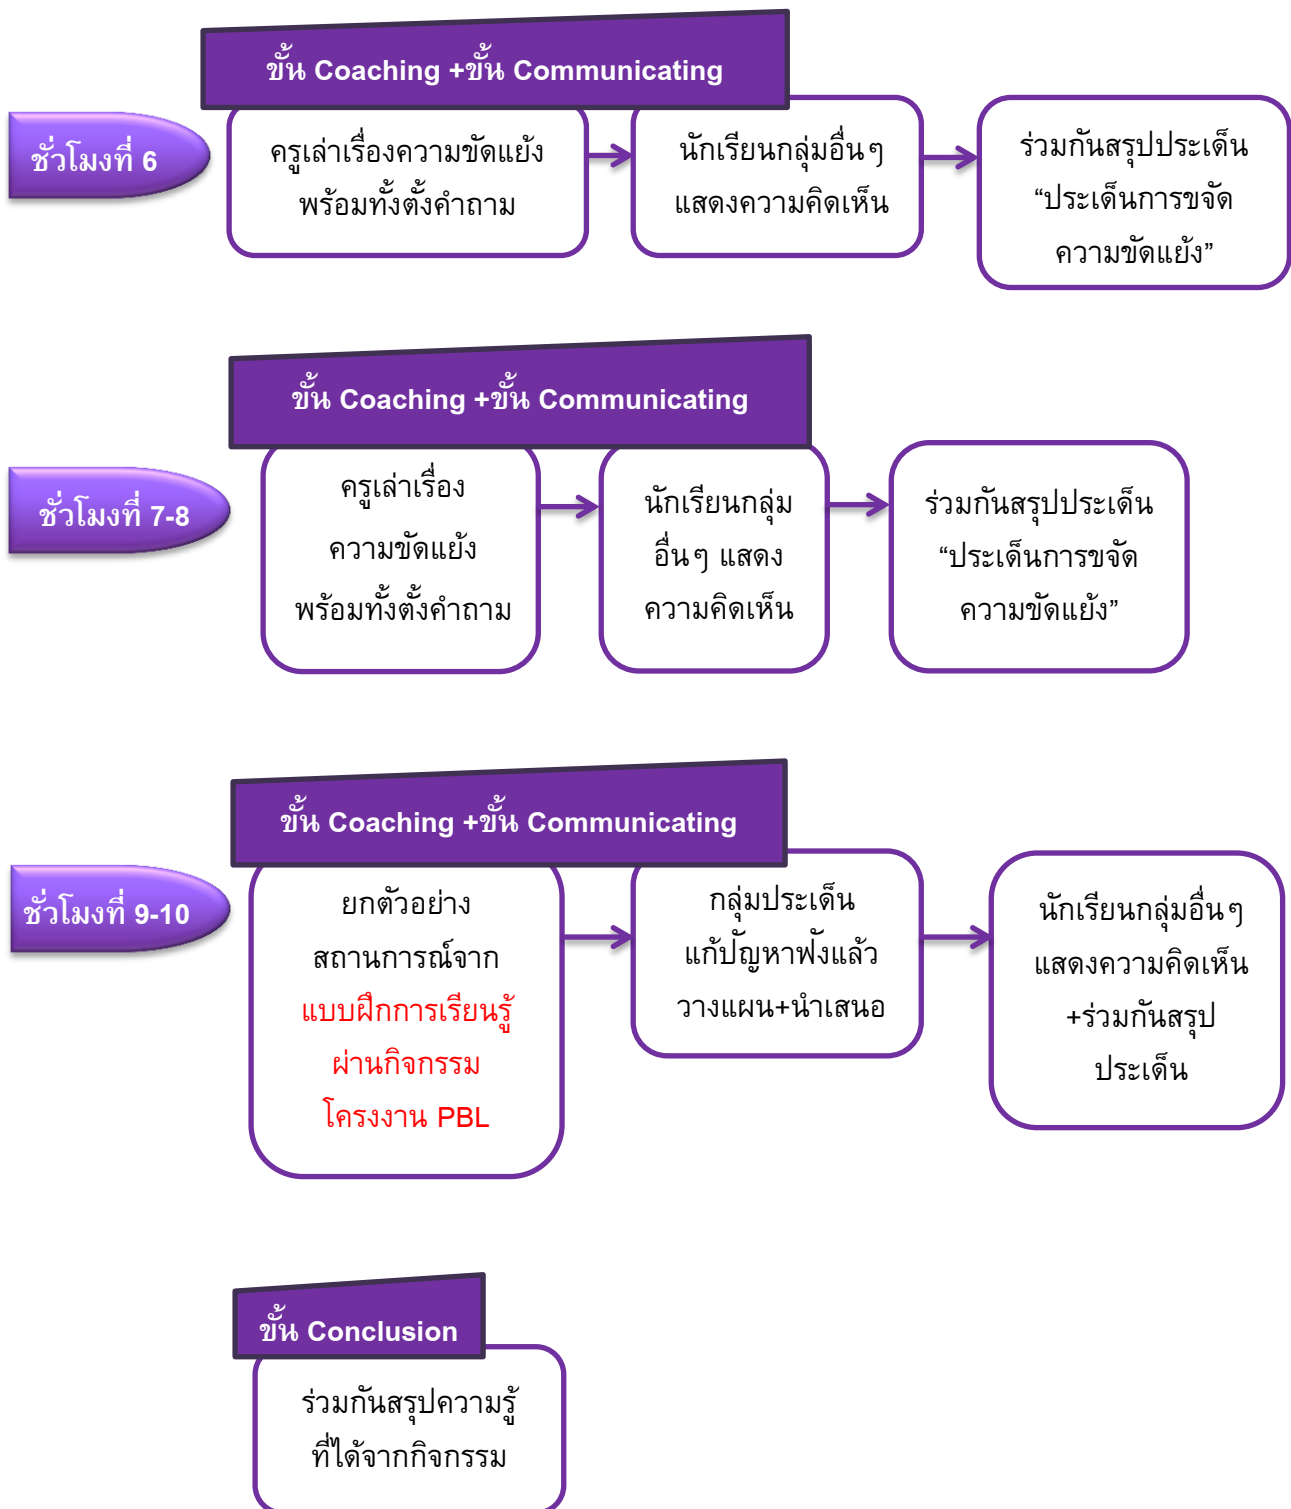 ขั้น Coaching +ขั้น Communicating
ชั่วโมงที่ 6
ครูเล่าเรื่องความขัดแย้ง
พร้อมทั้งตั้งคำถาม
นักเรียนกลุ่มอื่นๆ
แสดงความคิดเห็น
ร่วมกันสรุปประเด็น
“ประเด็นการขจัด
ความขัดแย้ง”
ขั้น Coaching +ขั้น Communicating
ชั่วโมงที่ 7-8
ครูเล่าเรื่อง
ความขัดแย้ง
พร้อมทั้งตั้งคำถาม
นักเรียนกลุ่ม
อื่นๆ แสดง
ความคิดเห็น
ร่วมกันสรุปประเด็น
“ประเด็นการขจัด
ความขัดแย้ง”
ขั้น Coaching +ขั้น Communicating
ชั่วโมงที่ 9-10
ยกตัวอย่าง
สถานการณ์จาก
แบบฝึกการเรียนรู้
ผ่านกิจกรรม
โครงงาน PBL
กลุ่มประเด็น
แก้ปัญหาฟังแล้ว
วางแผน+นำเสนอ
นักเรียนกลุ่มอื่นๆ
แสดงความคิดเห็น
+ร่วมกันสรุป
ประเด็น
ขั้น Conclusion
ร่วมกันสรุปความรู้
ที่ได้จากกิจกรรม